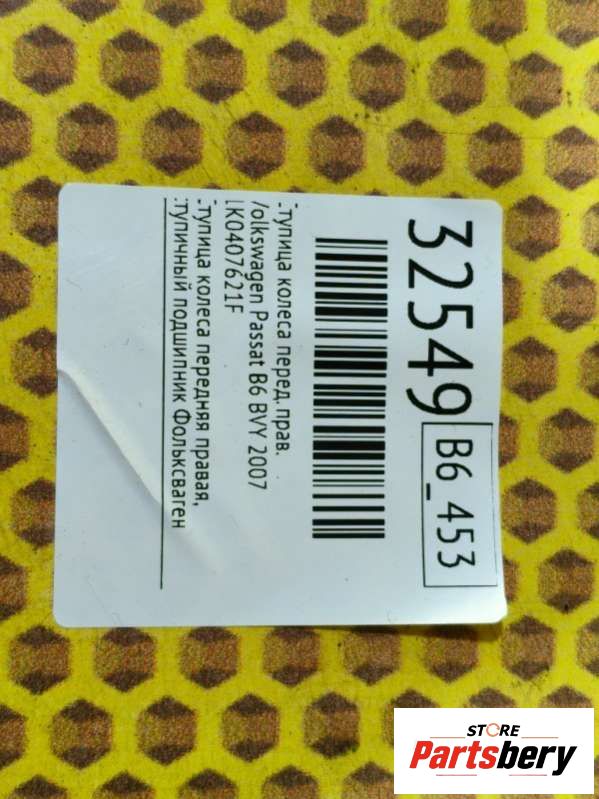 32549
B6_453
-тупица колеса перед. прав.
/olkswagen Passat B6 BVY 2007
LK0407621F
-тупица колеса передняя правая,
:тупичный подшипник Фольксваген
STORE
Partsbery